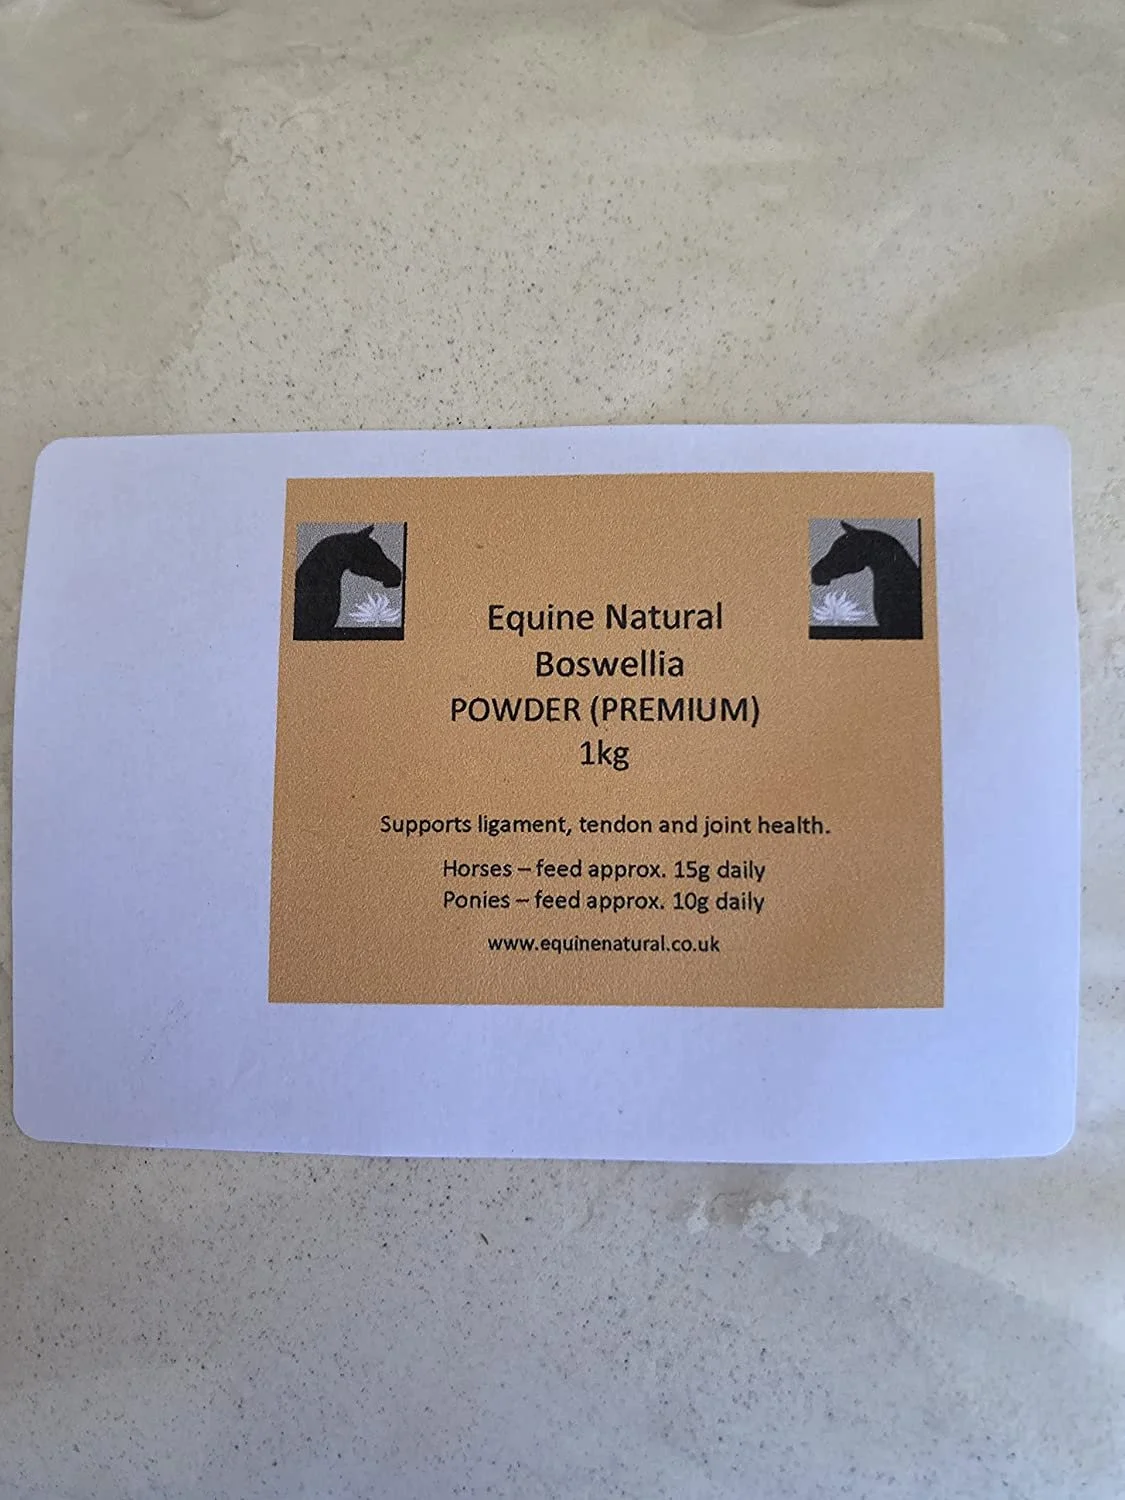 Equine Natural
Boswellia
POWDER (PREMIUM)
1kg
Supports ligament, tendon and joint health.
Horses – feed approx. 15g daily
Ponies – feed approx. 10g daily
www.equinenatural.co.uk